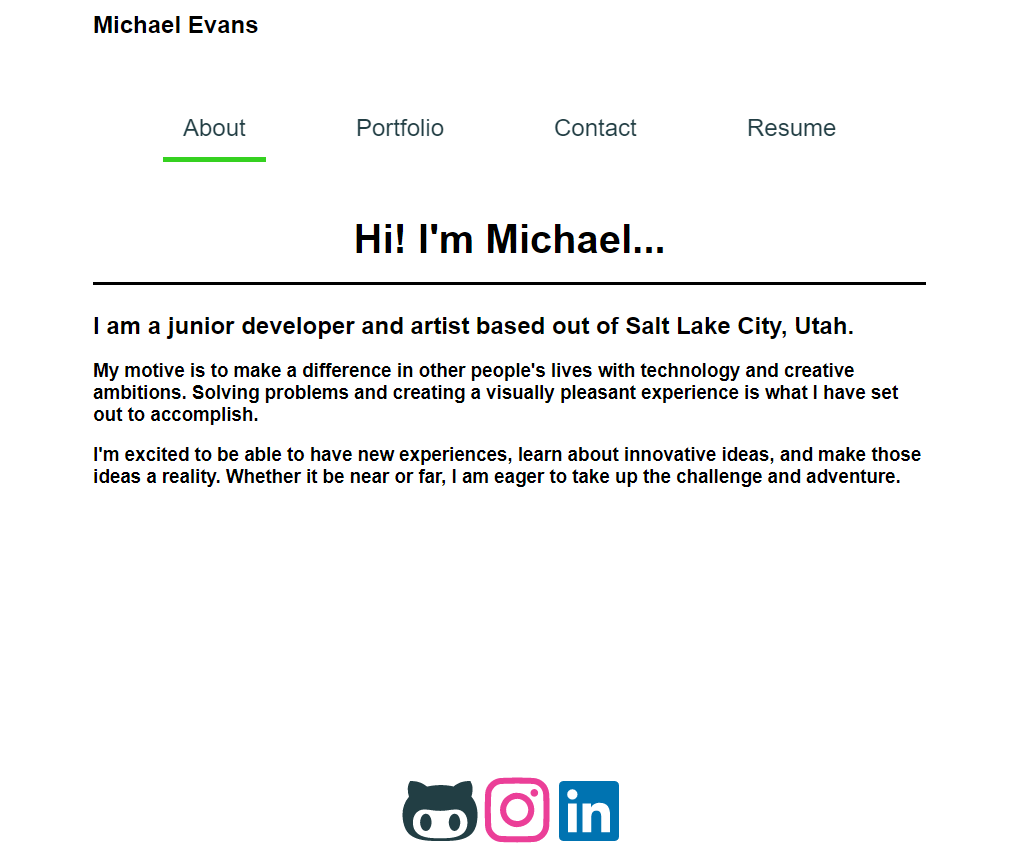 Michael Evans
About Portfolio Contact Resume
Hi! I'm Michael...
I am a junior developer and artist based out of Salt Lake City, Utah.
My motive is to make a difference in other people's lives with technology and creative
ambitions. Solving problems and creating a visually pleasant experience is what I have set
out to accomplish.
I'm excited to be able to have new experiences, learn about innovative ideas, and make those
ideas a reality. Whether it be near or far, I am eager to take up the challenge and adventure.
in